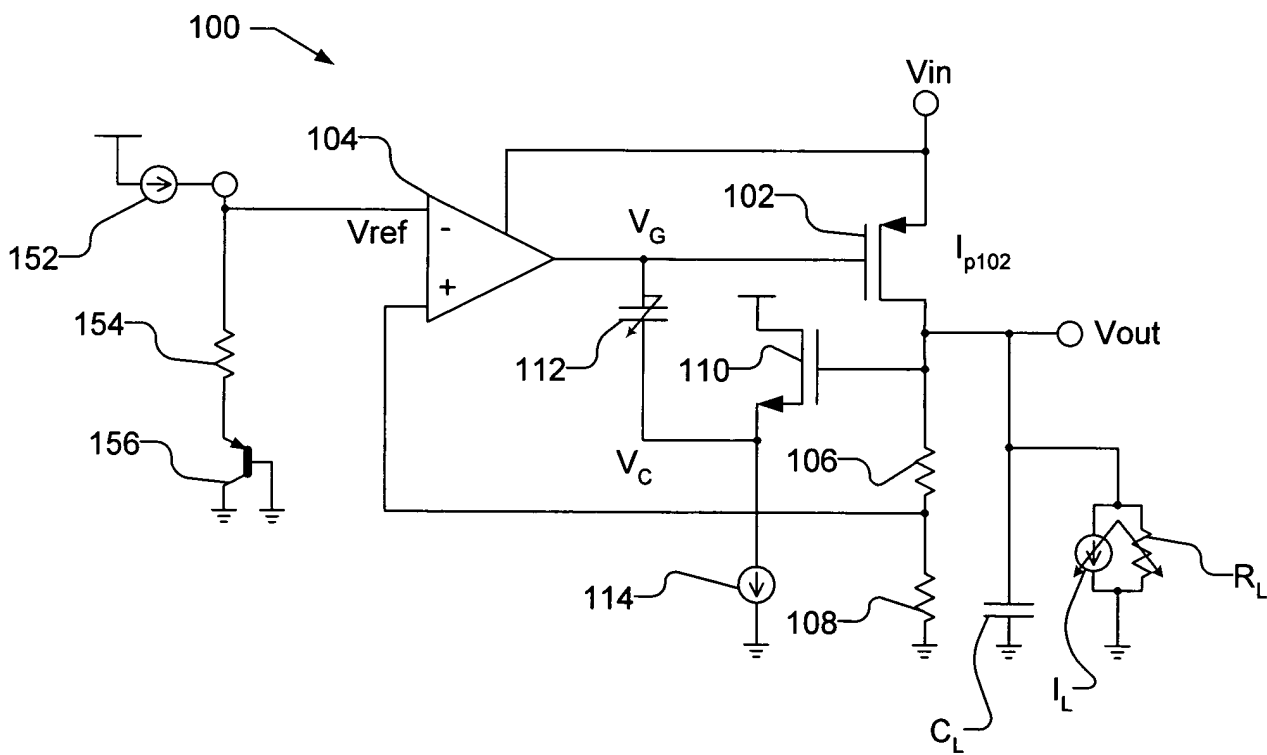 100
Vin
104
102
152
Vref
-
+
V_G
I_p102
154
112
110
Vout
156
V_C
106
114
108
R_L
I_L
C_L